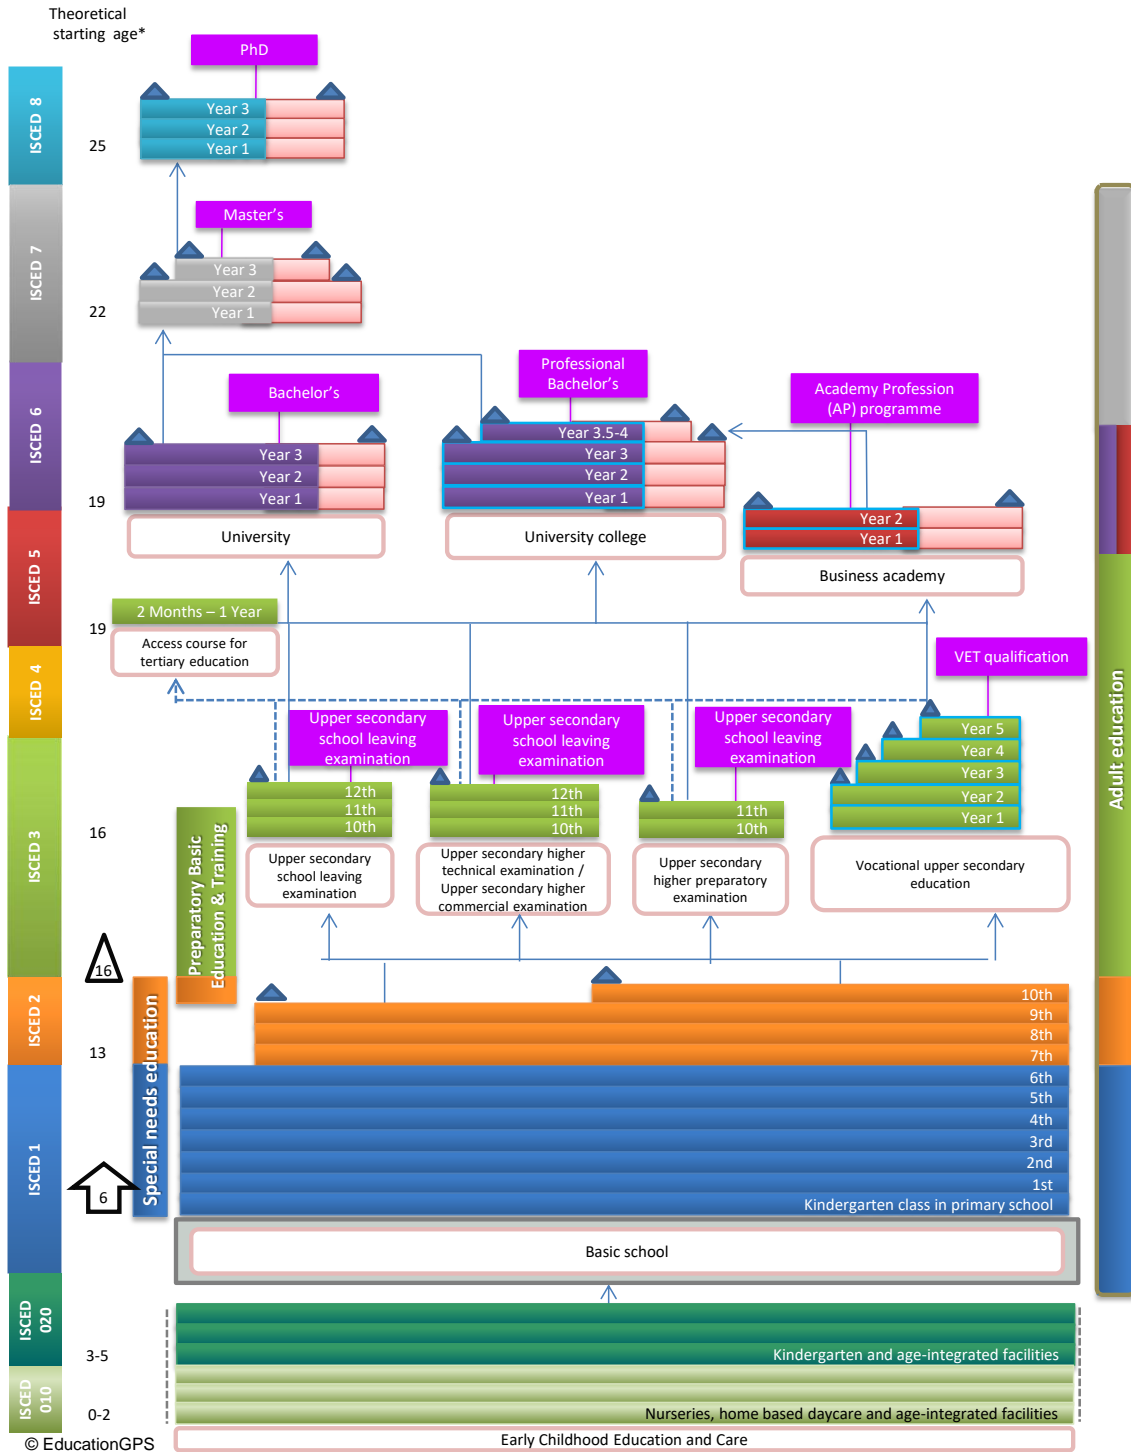 Theoretical
starting age*
PhD
ISCED 8
Year 3
Year 2
Year 1
25
Master's
ISCED 7
Year 3
Year 2
Year 1
22
Professional
Bachelor's
Bachelor's
Academy Profession
(AP) programme
ISCED 6
Year 3.5-4
Year 3
Year 2
Year 1
Year 3
Year 2
Year 1
19
Year 2
Year 1
University
University college
Business academy
ISCED 5
2 Months – 1 Year
19
Access course for
tertiary education
ISCED 4
VET qualification
Upper secondary
school leaving
examination
Upper secondary
school leaving
examination
Upper secondary
school leaving
examination
Year 5
Year 4
Year 3
Year 2
Year 1
12th
11th
10th
12th
11th
10th
11th
10th
16
ISCED 3
Preparatory Basic
Education & Training
Upper secondary
school leaving
examination
Upper secondary higher
technical examination /
Upper secondary higher
commercial examination
Upper secondary
higher preparatory
examination
Vocational upper secondary
education
Adult education
16
ISCED 2
10th
9th
8th
7th
13
Special needs education
ISCED 1
6th
5th
4th
3rd
2nd
1st
Kindergarten class in primary school
6
Basic school
ISCED
020
3-5
Kindergarten and age-integrated facilities
ISCED
010
0-2
Nurseries, home based daycare and age-integrated facilities
Early Childhood Education and Care
© EducationGPS